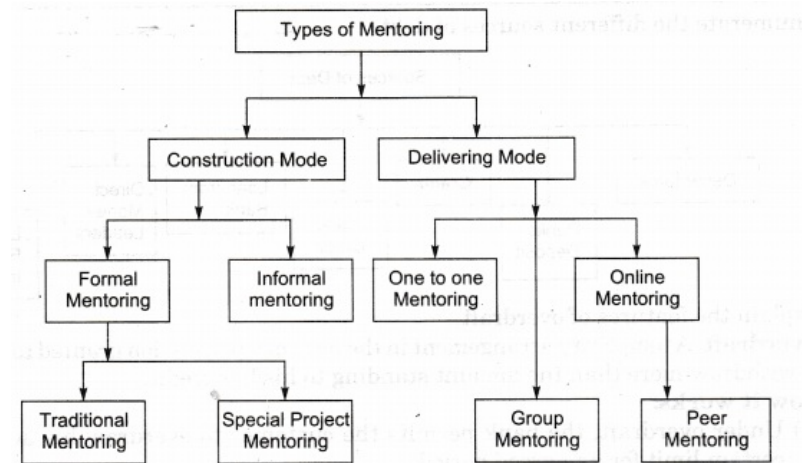 Types of Mentoring
Construction Mode
Delivering Mode
Formal
Mentoring
Informal
mentoring
One to one
Mentoring
Online
Mentoring
Traditional
Mentoring
Special Project
Mentoring
Group
Mentoring
Peer
Mentoring